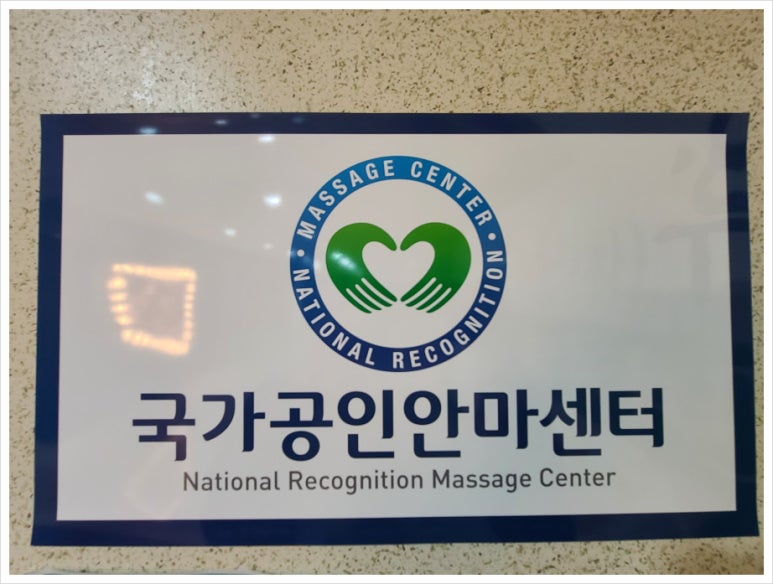 MASSAGE CENTER
NATIONAL RECOGNITION
국가공인안마센터
National Recognition Massage Center